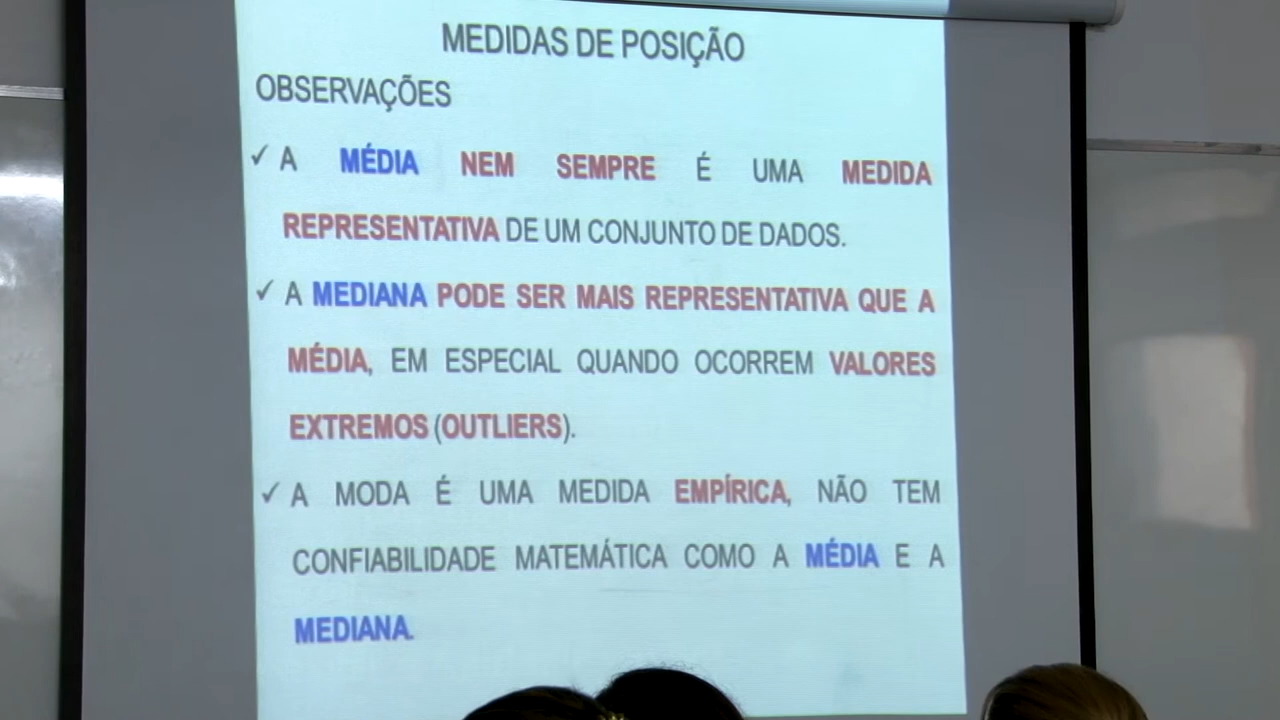 MEDIDAS DE POSIÇÃO
OBSERVAÇÕES
✓ A MÉDIA NEM SEMPRE É UMA MEDIDA
REPRESENTATIVA DE UM CONJUNTO DE DADOS.
✓ A MEDIANA PODE SER MAIS REPRESENTATIVA QUE A
MÉDIA, EM ESPECIAL QUANDO OCORREM VALORES
EXTREMOS (OUTLIERS).
✓ A MODA É UMA MEDIDA EMPÍRICA, NÃO TEM
CONFIABILIDADE MATEMÁTICA COMO A MÉDIA E A
MEDIANA.